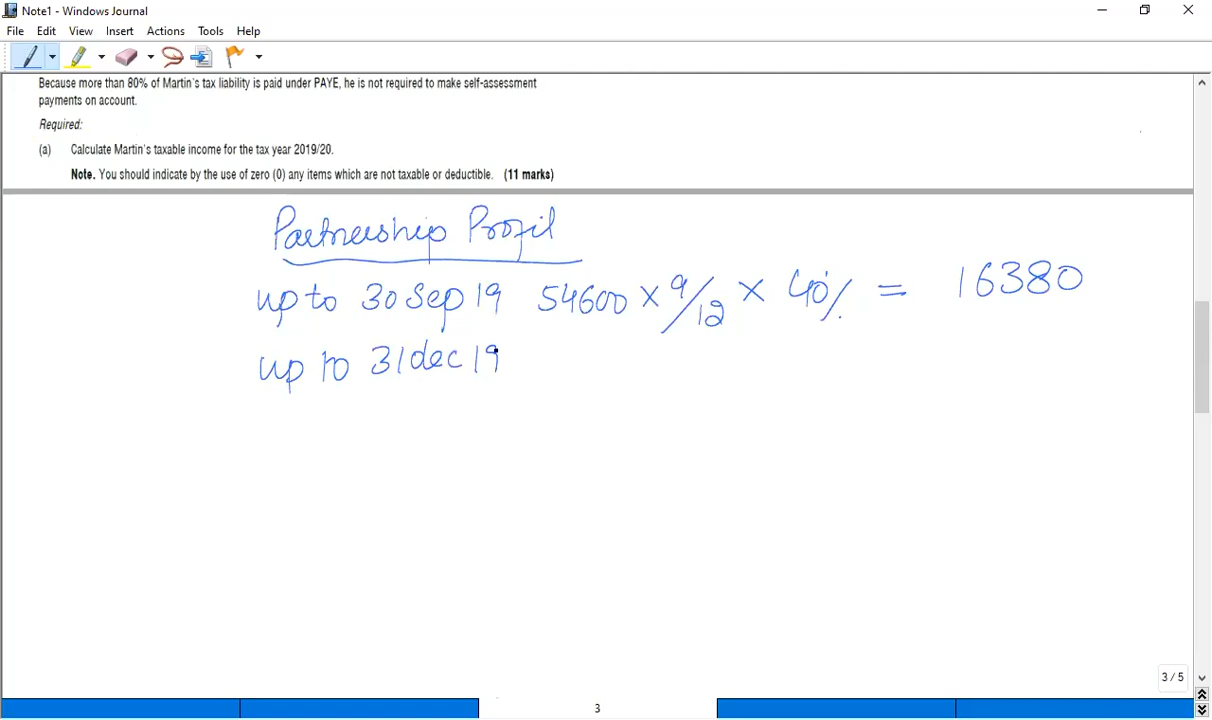 Note1 - Windows Journal
File Edit View Insert Actions Tools Help
Because more than 80% of Martin's tax liability is paid under PAYE, he is not required to make self-assessment
payments on account.
Required:
(a) Calculate Martin's taxable income for the tax year 2019/20.
Note. You should indicate by the use of zero (0) any items which are not taxable or deductible. (11 marks)
Partnership Profit
up to 30 Sep 19 54600 × 9/12 × 40% = 16380
up to 31 dec 19
3 / 5
3